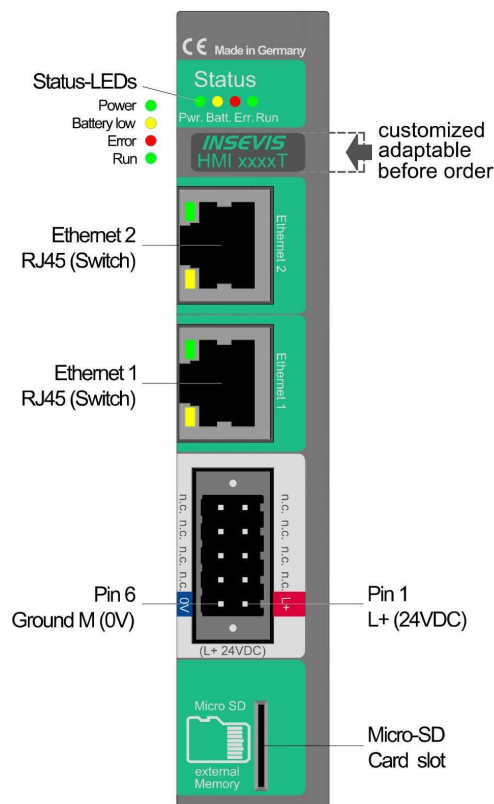 CE Made in Germany
Status-LEDs
Status
Power
Battery low
Error
Run
Pwr. Batt. Err. Run
INSEVIS
HMI xxxxT
customized
adaptable
before order
Ethernet 2
RJ45 (Switch)
Ethernet 2
Ethernet 1
RJ45 (Switch)
Ethernet 1
n.c. n.c. n.c. n.c. 0V
n.c. n.c. n.c. n.c. L+
Pin 6
Ground M (0V)
Pin 1
L+ (24VDC)
(L+ 24VDC)
Micro SD
external
Memory
Micro-SD
Card slot